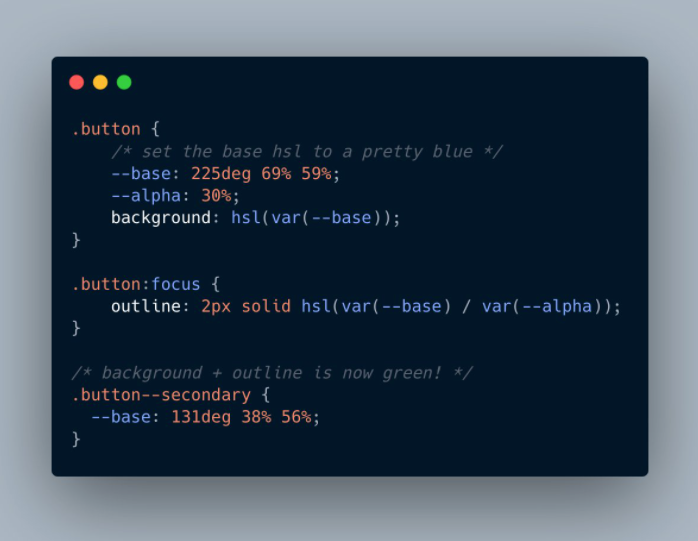 .button {
    /* set the base hsl to a pretty blue */
    --base: 225deg 69% 59%;
    --alpha: 30%;
    background: hsl(var(--base));
}

.button:focus {
    outline: 2px solid hsl(var(--base) / var(--alpha));
}

/* background + outline is now green! */
.button--secondary {
  --base: 131deg 38% 56%;
}